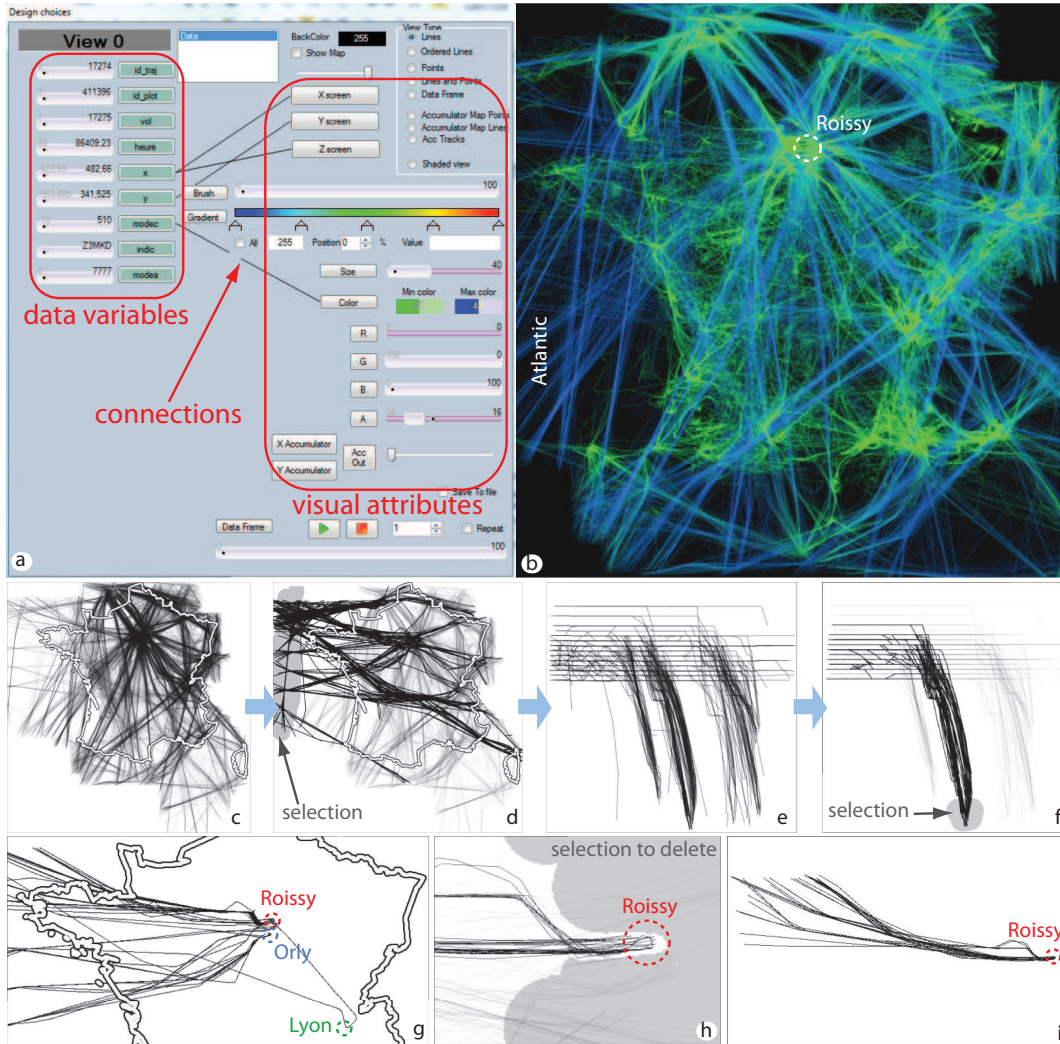 Design choices
View 0
Data
BackColor
255
Show Map
View Type
Lines
Ordered Lines
Points
Lines and Points
Data Frame
Accumulator Map Points
Accumulator Map Lines
Acc Tracks
Shaded view
17274
id_traj
411396
id_plot
17275
vol
86409,23
heure
482,66
x
341,525
y
510
modec
Z3MKD
indic
7777
modea
X screen
Y screen
Z screen
Brush
100
Gradient
All
255
Position
0
%
Value
Size
40
Color
Min color
Max color
R
0
G
0
B
100
A
16
X Accumulator
Y Accumulator
Acc Out
Save To file
Data Frame
1
Repeat
100
data variables
connections
visual attributes
a
Roissy
Atlantic
b
c
selection
d
e
selection
f
Roissy
Orly
Lyon
g
selection to delete
Roissy
h
Roissy
i